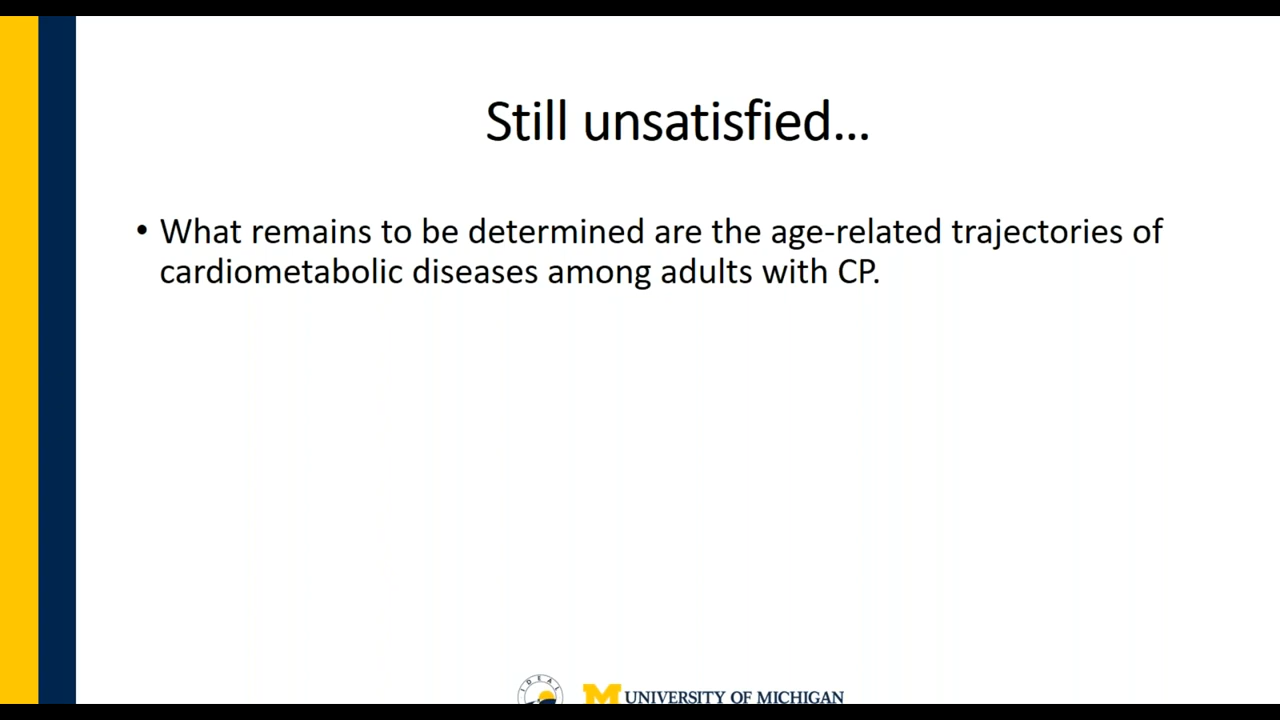 Still unsatisfied...
• What remains to be determined are the age-related trajectories of
cardiometabolic diseases among adults with CP.
IDEAL
M UNIVERSITY OF MICHIGAN